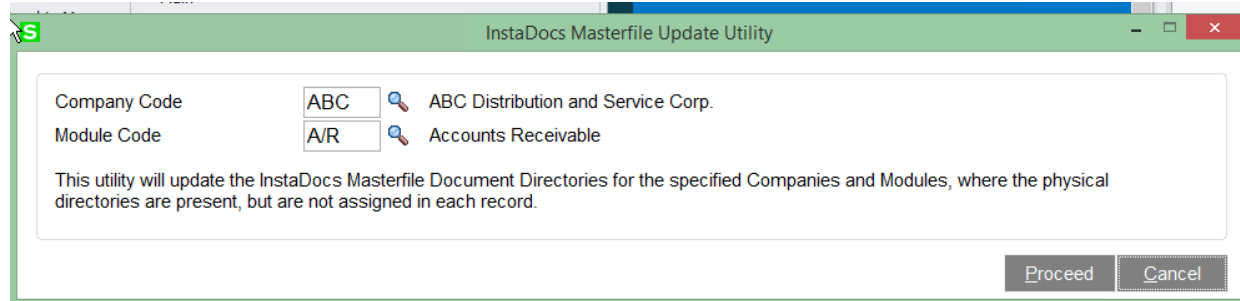 S
InstaDocs Masterfile Update Utility
Company Code ABC ABC Distribution and Service Corp.
Module Code A/R Accounts Receivable
This utility will update the InstaDocs Masterfile Document Directories for the specified Companies and Modules, where the physical
directories are present, but are not assigned in each record.
Proceed Cancel